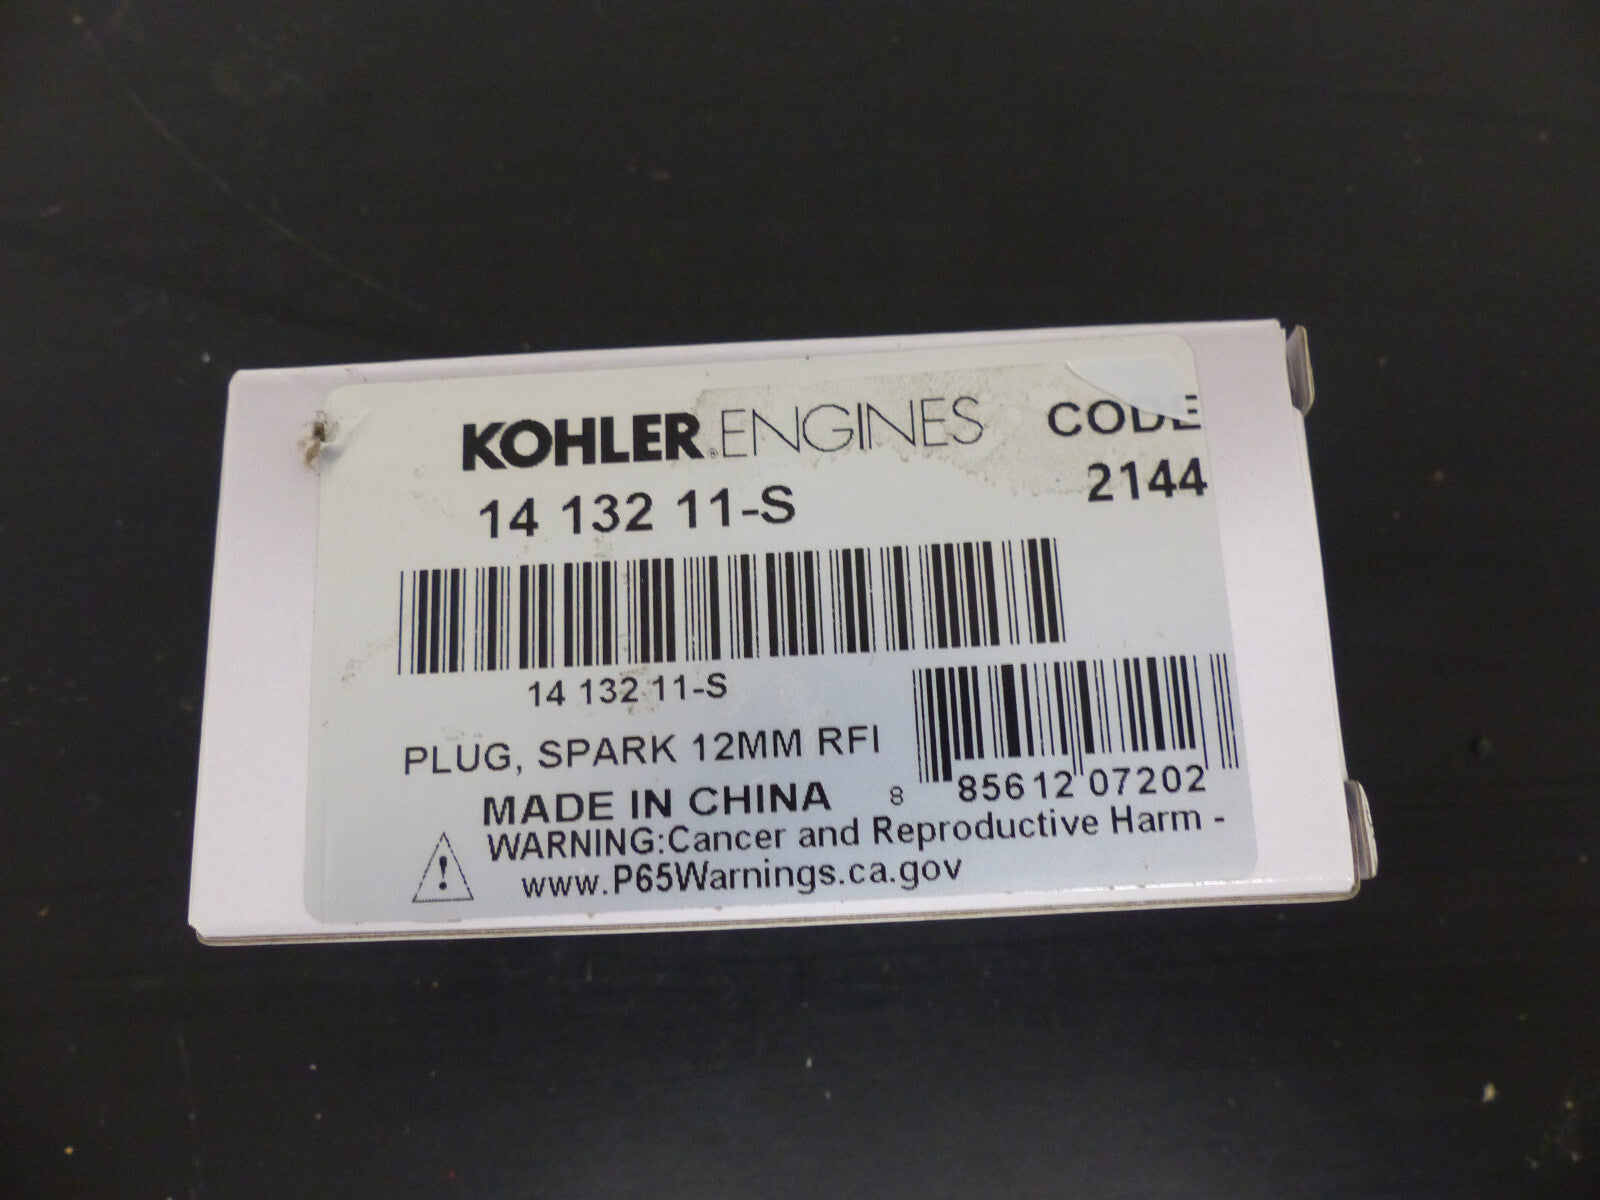 KOHLER ENGINES CODE
14 132 11-S 2144
14 132 11-S
PLUG, SPARK 12MM RFI
MADE IN CHINA
8 85612 07202
WARNING:Cancer and Reproductive Harm -
www.P65Warnings.ca.gov